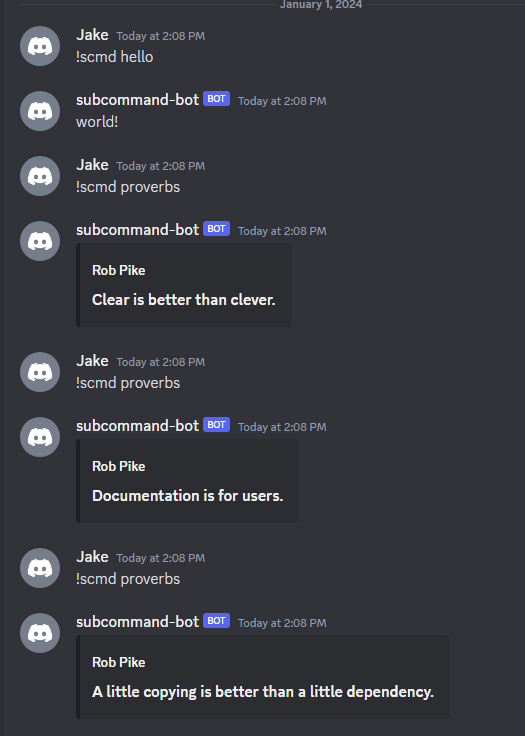 January 1, 2024
Jake Today at 2:08 PM
!scmd hello
subcommand-bot BOT Today at 2:08 PM
world!
Jake Today at 2:08 PM
!scmd proverbs
subcommand-bot BOT Today at 2:08 PM
Rob Pike
Clear is better than clever.
Jake Today at 2:08 PM
!scmd proverbs
subcommand-bot BOT Today at 2:08 PM
Rob Pike
Documentation is for users.
Jake Today at 2:08 PM
!scmd proverbs
subcommand-bot BOT Today at 2:08 PM
Rob Pike
A little copying is better than a little dependency.